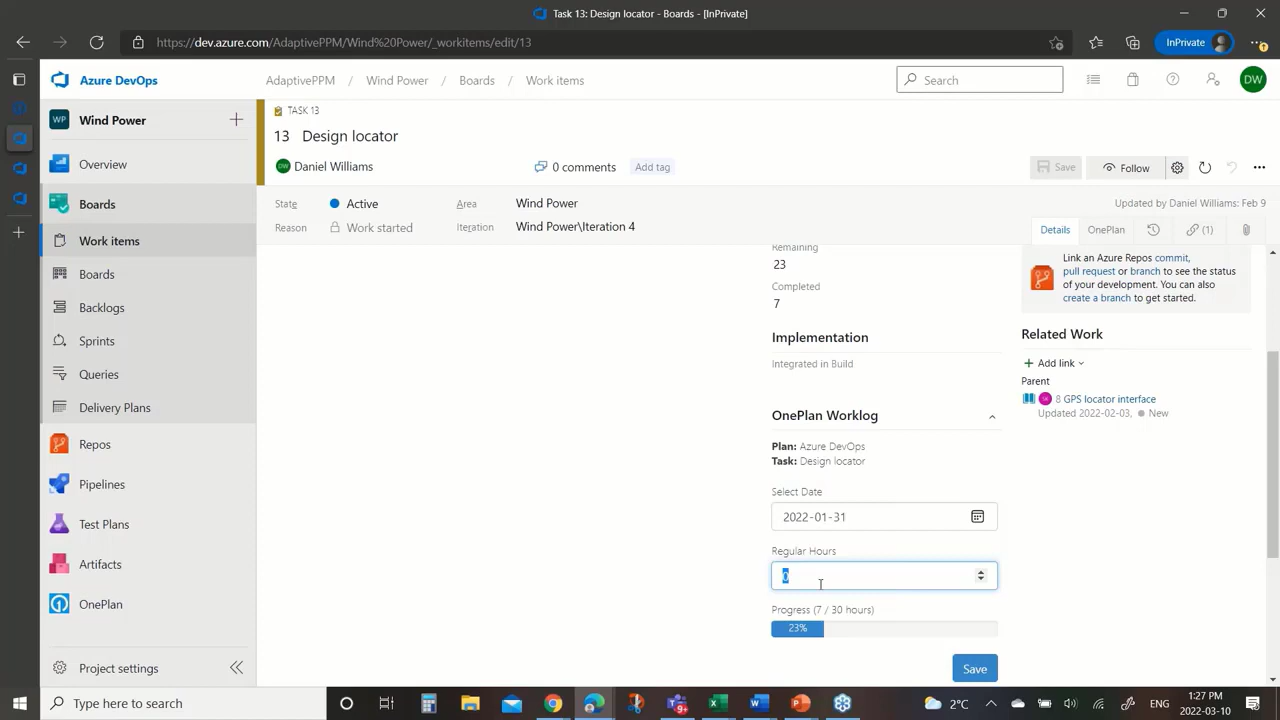 Task 13: Design locator - Boards - [InPrivate]
https://dev.azure.com/AdaptivePPM/Wind%20Power/_workitems/edit/13
InPrivate
Azure DevOps
AdaptivePPM / Wind Power / Boards / Work items
Search
DW
WP
Wind Power
Overview
Boards
Work items
Boards
Backlogs
Sprints
Queries
Delivery Plans
Repos
Pipelines
Test Plans
Artifacts
OnePlan
Project settings
TASK 13
13 Design locator
DW Daniel Williams
0 comments
Add tag
Save
Follow
State Active
Area Wind Power
Updated by Daniel Williams: Feb 9
Reason Work started
Iteration Wind Power\Iteration 4
Details OnePlan (1)
Remaining
23
Completed
7
Implementation
Integrated in Build
OnePlan Worklog
Plan: Azure DevOps
Task: Design locator
Select Date
2022-01-31
Regular Hours
0
Progress (7 / 30 hours)
23%
Save
Link an Azure Repos commit,
pull request or branch to see the status
of your development. You can also
create a branch to get started.
Related Work
Add link
Parent
8 GPS locator interface
Updated 2022-02-03, New
Type here to search
2°C
ENG
1:27 PM
2022-03-10